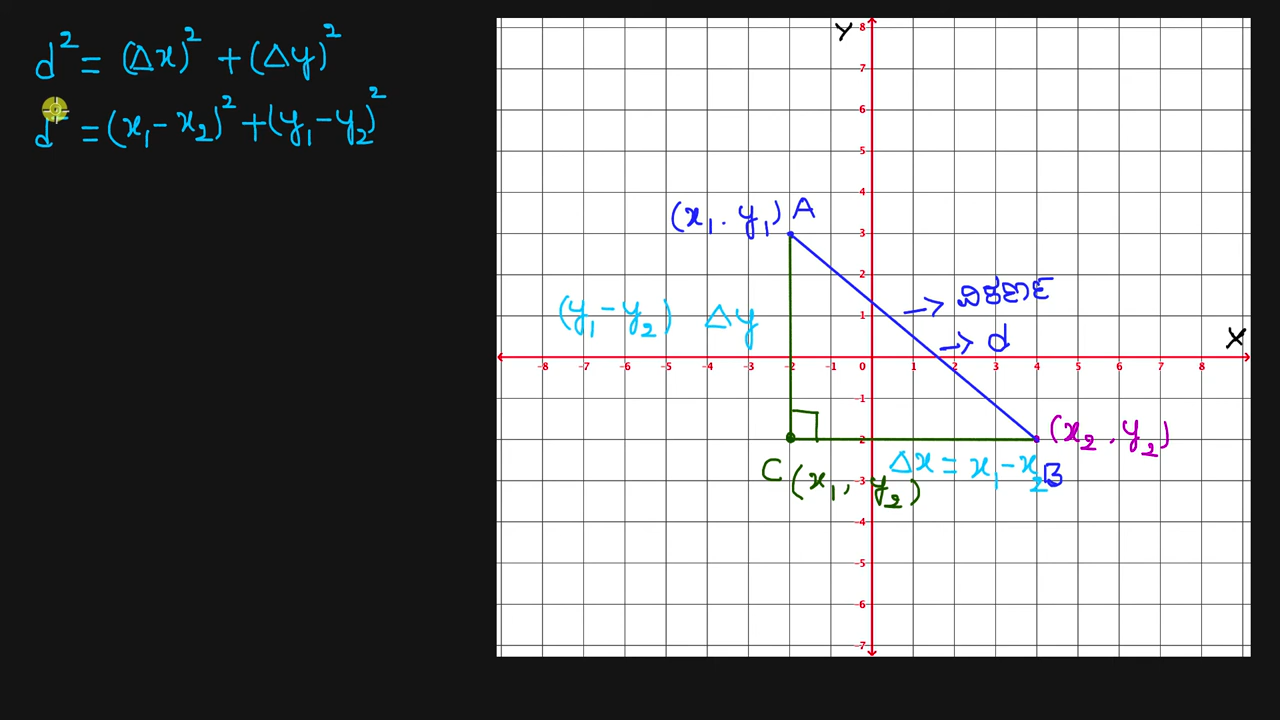 d² = (Δx)² + (Δy)²
d² = (x₁ - x₂)² + (y₁ - y₂)²
Y
8
7
6
5
4
(x₁ . y₁) A
3
2
ವಿಕರ್ಣ
(y₁ - y₂) Δy
1
→ d
X
-8 -7 -6 -5 -4 -3 -2 -1 0 1 2 3 4 5 6 7 8
-1
(x₂ , y₂)
-2
Δx = x₁ - x₂ B
C (x₁, y₂)
-3
-4
-5
-6
-7